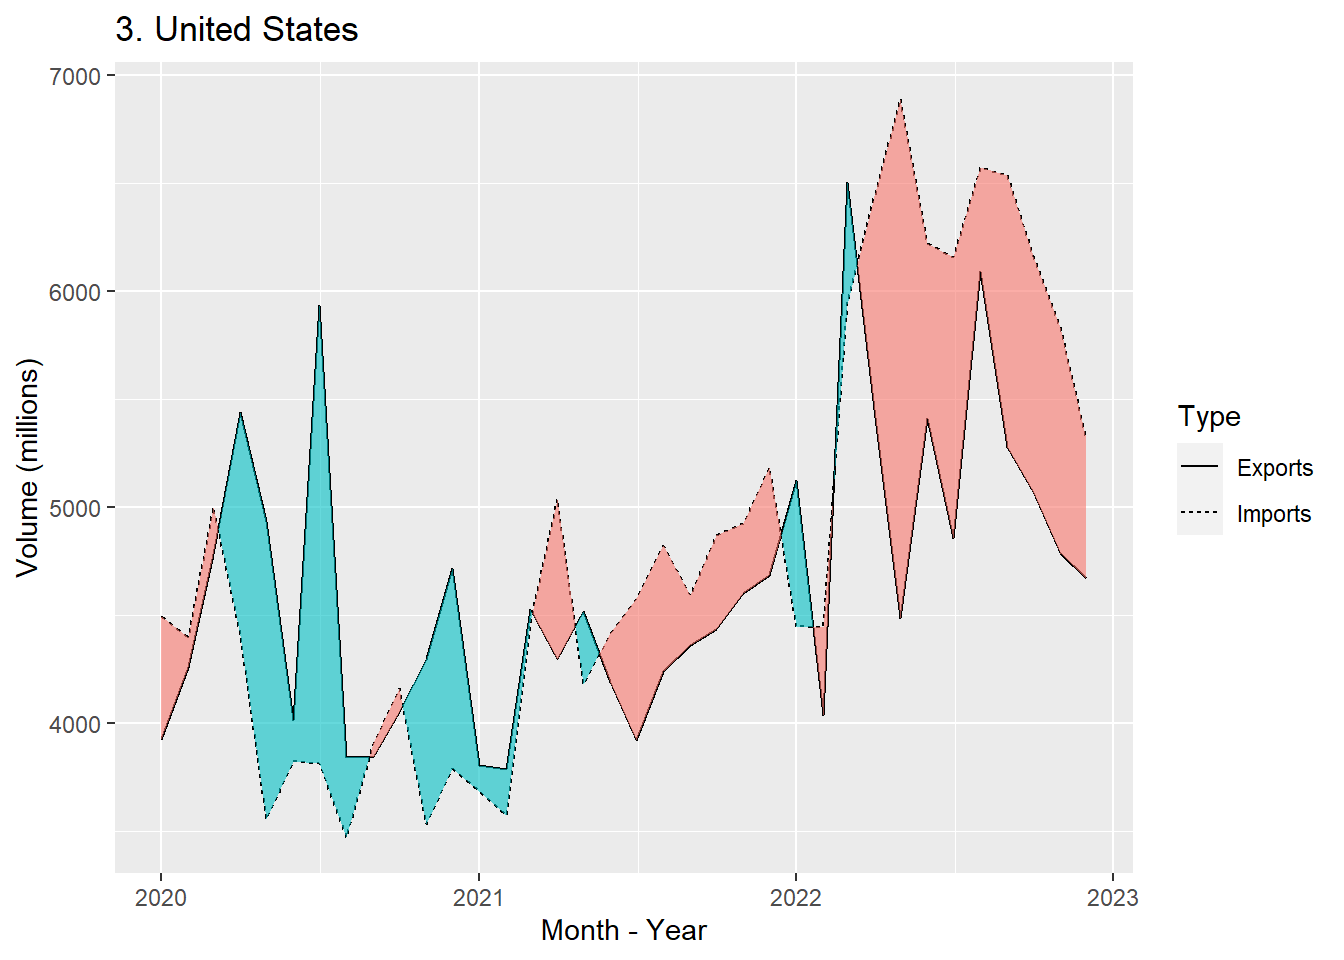 3. United States
7000
6000
5000
4000
Volume (millions)
2020 2021 2022 2023
Month - Year
Type
Exports
Imports